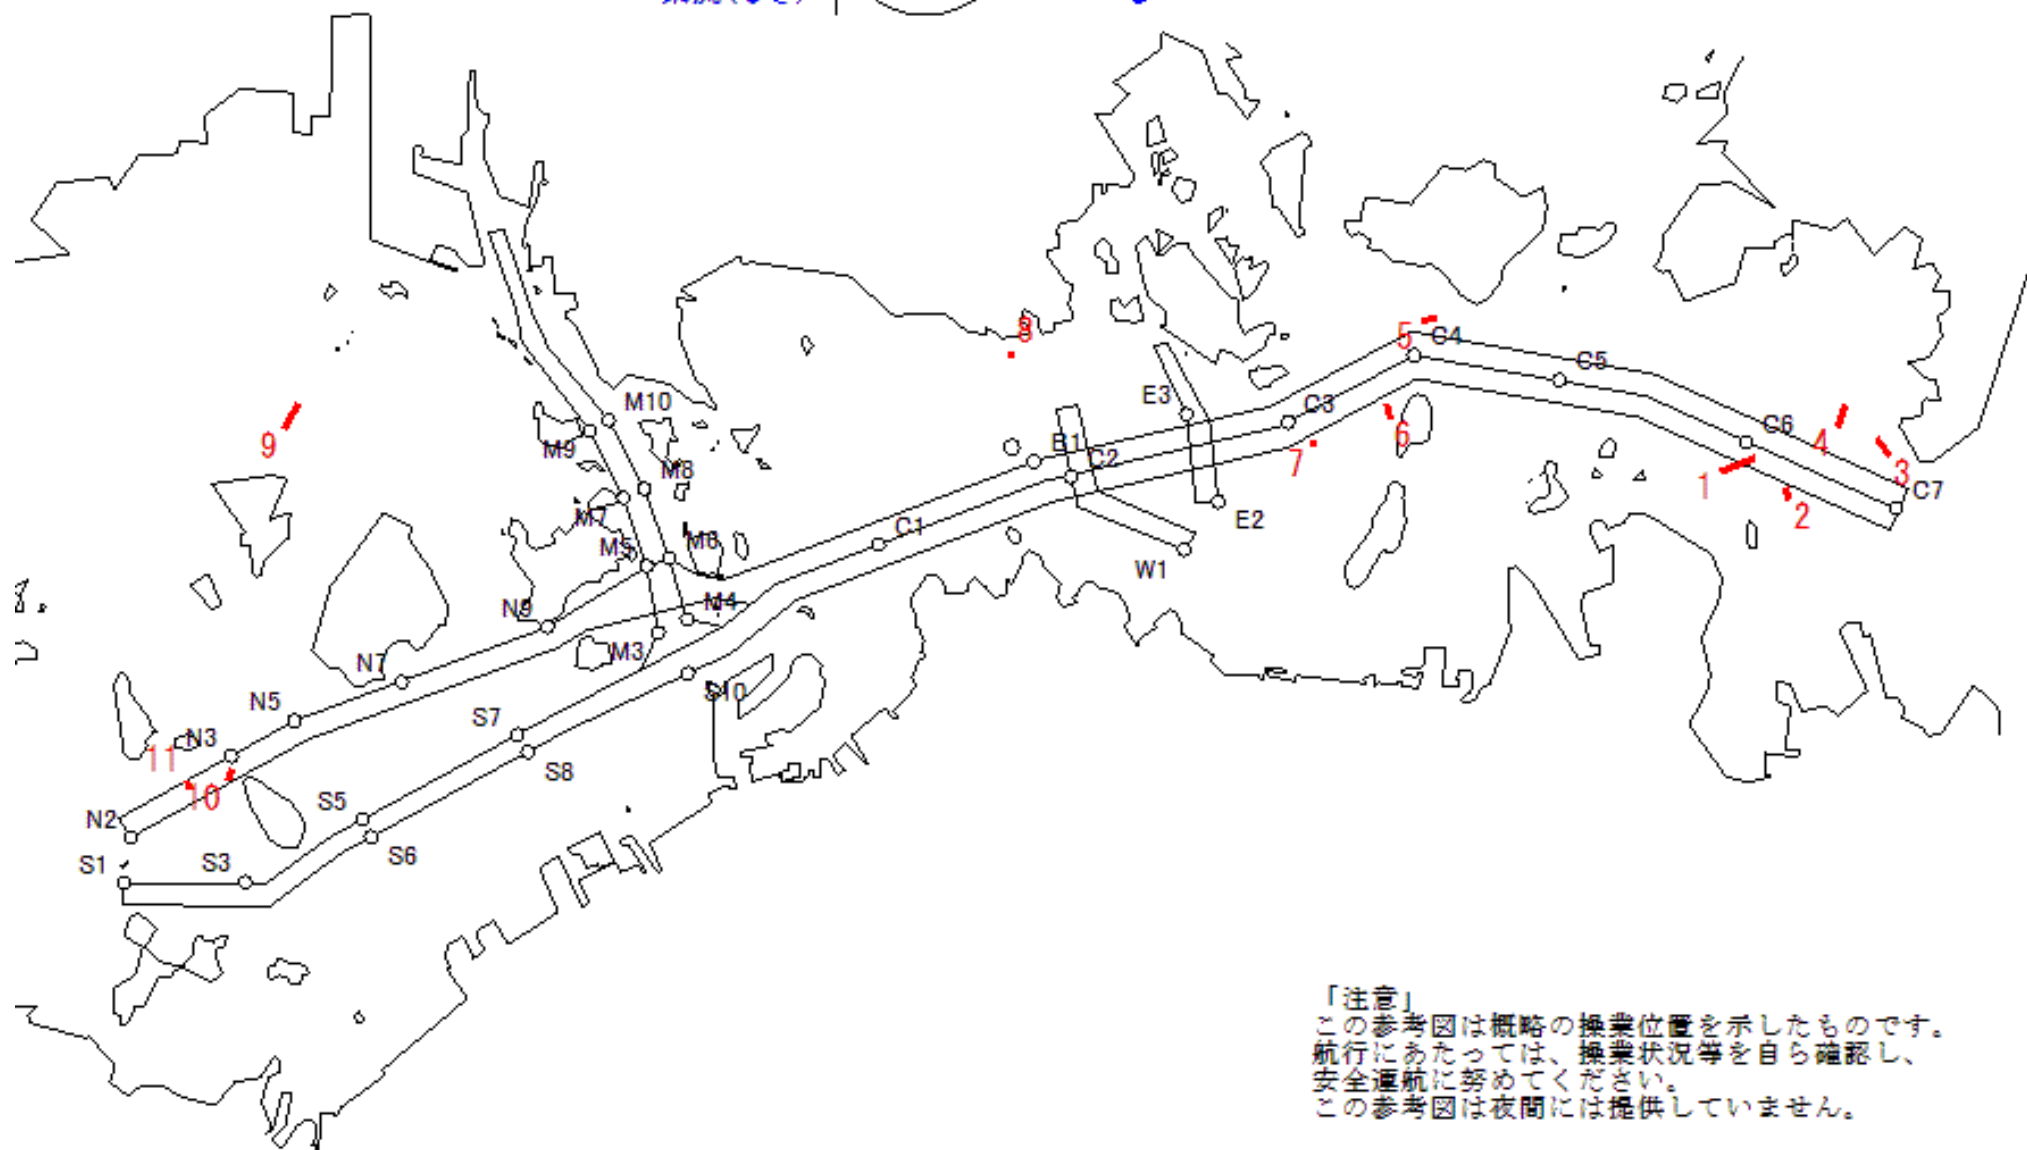 8
5
C4
C5
M10
E3
9
M9
M8
B1
C2
C3
6
7
C6
4
1
3
C7
2
M7
E2
M5
M6
C1
W1
N9
M4
M3
N7
S10
N5
S7
N3
11
10
S8
S5
N2
S6
S1
S3
「注意」
この参考図は概略の操業位置を示したものです。
航行にあたっては、操業状況等を自ら確認し、
安全運航に努めてください。
この参考図は夜間には提供していません。